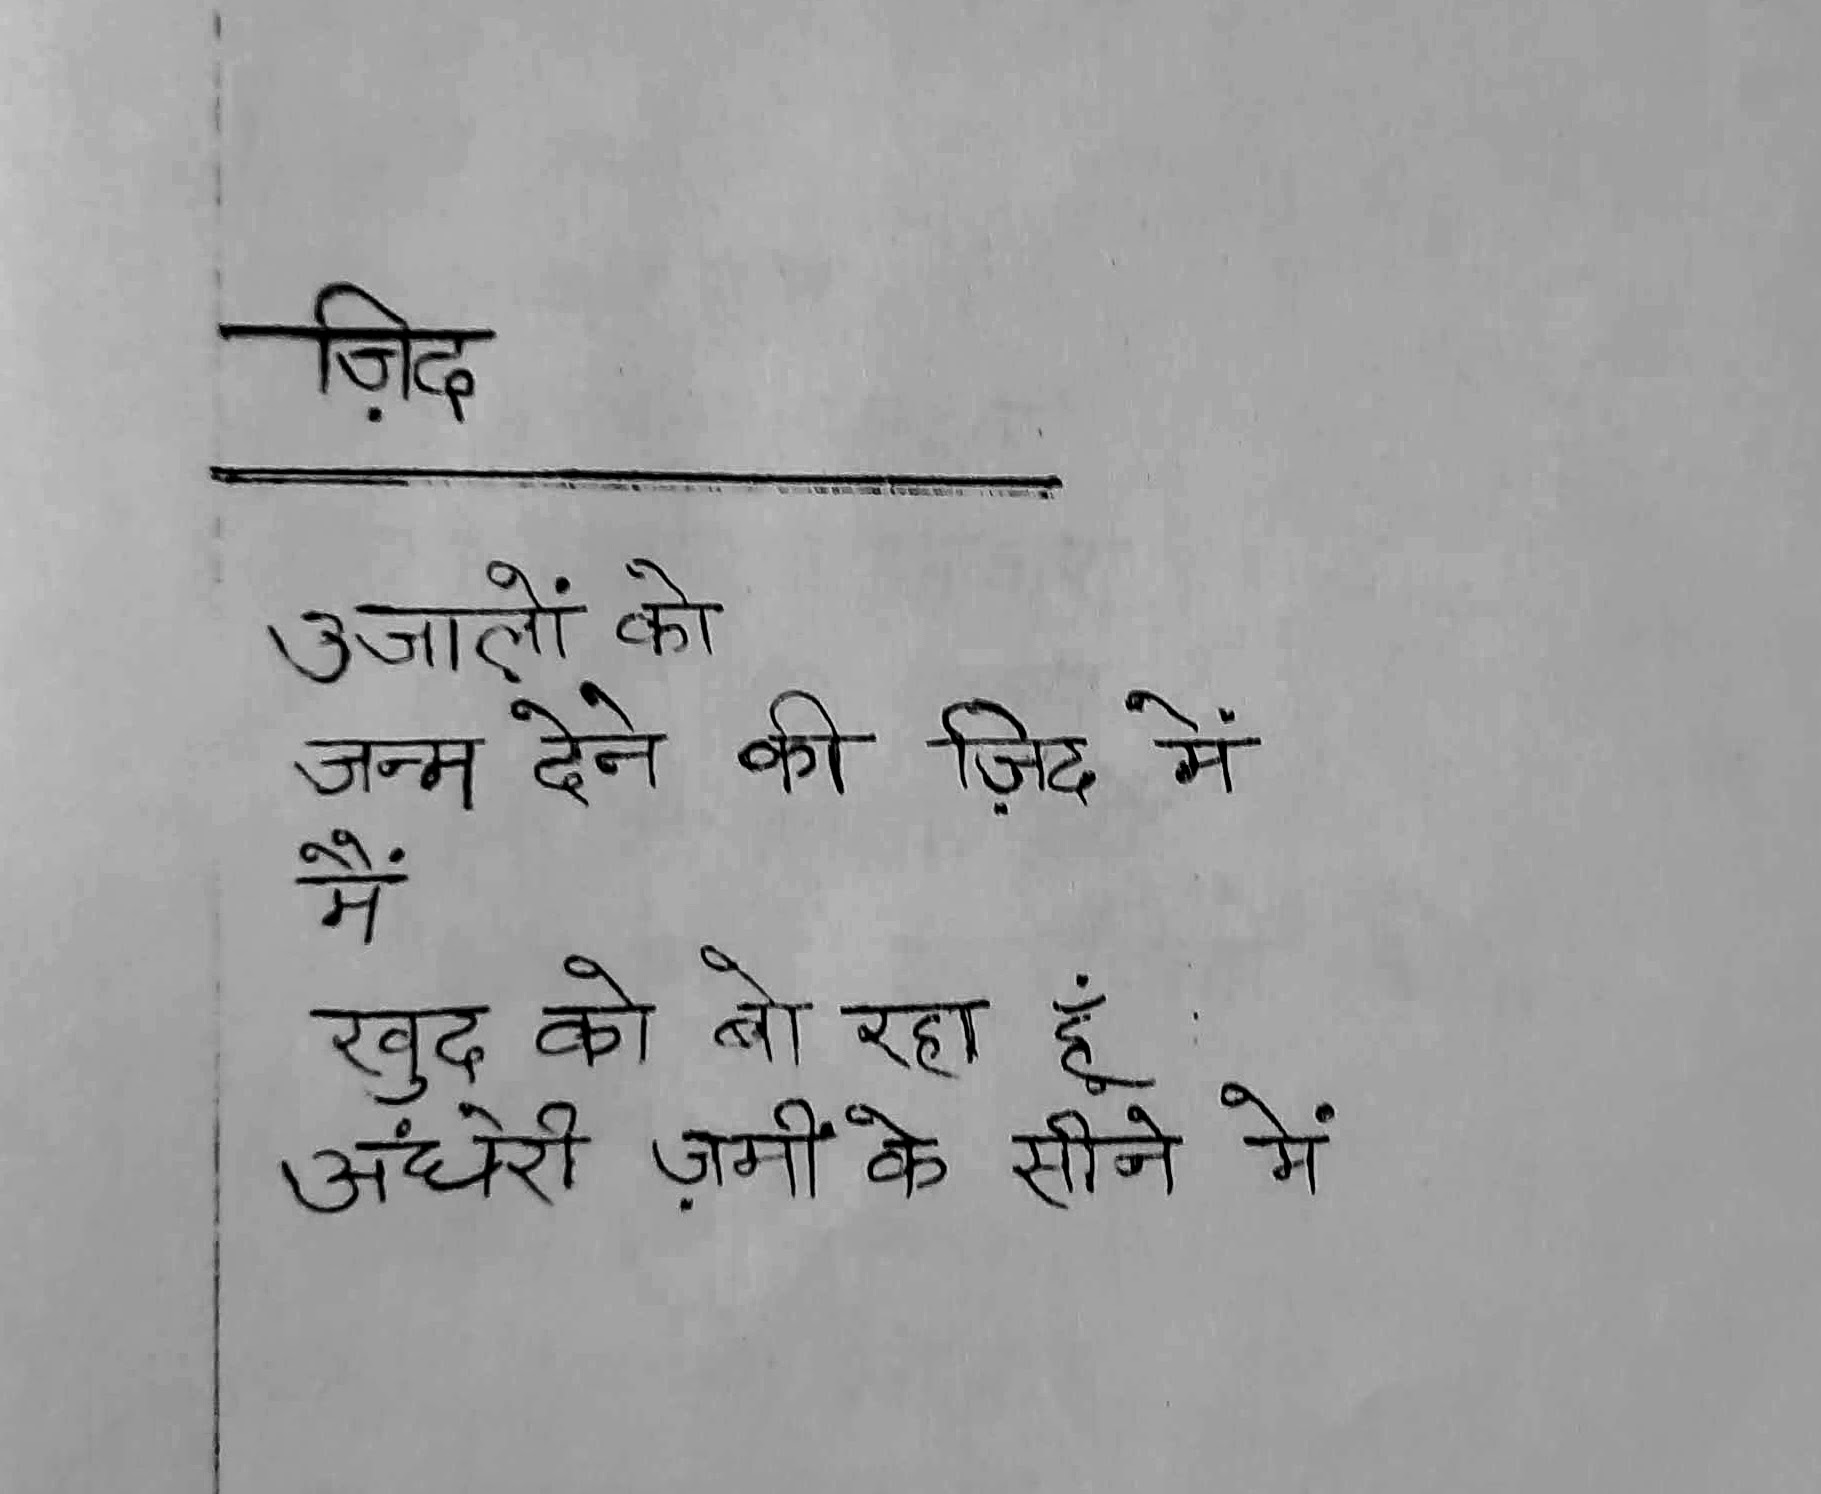 ज़िद
उजालों को
जन्म देने की ज़िद में
मैं
खुद को बो रहा हूँ
अंधेरी ज़मीं के सीने में